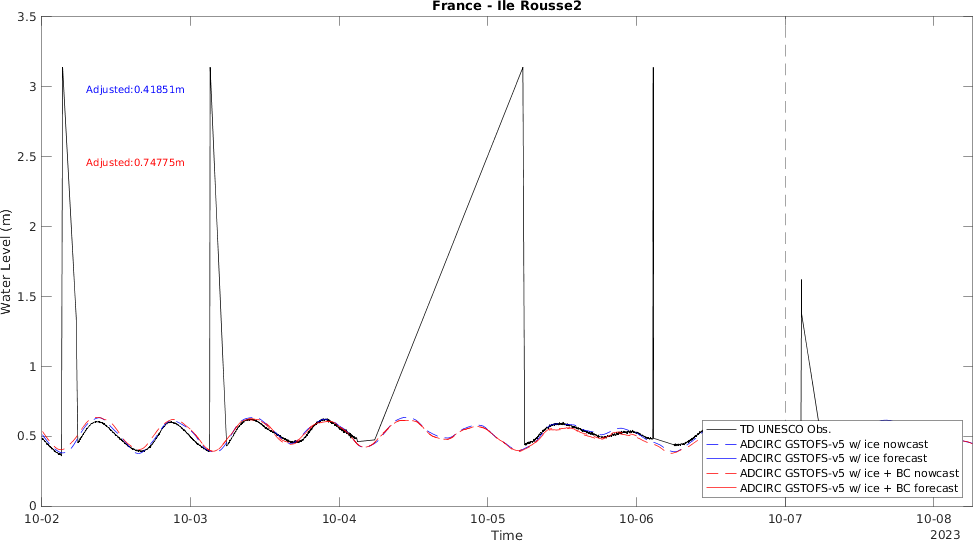 France - Ile Rousse2
3.5
3
2.5
2
1.5
1
0.5
0
Water Level (m)
Adjusted:0.41851m
Adjusted:0.74775m
TD UNESCO Obs.
ADCIRC GSTOFS-v5 w/ ice nowcast
ADCIRC GSTOFS-v5 w/ ice forecast
ADCIRC GSTOFS-v5 w/ ice + BC nowcast
ADCIRC GSTOFS-v5 w/ ice + BC forecast
10-02 10-03 10-04 10-05 10-06 10-07 10-08
Time
2023